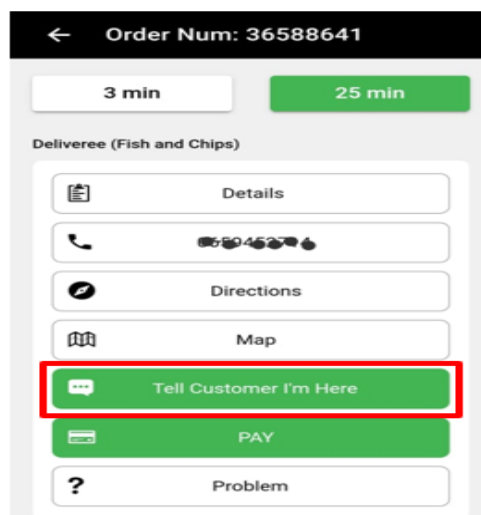 Order Num: 36588641
3 min 25 min
Deliveree (Fish and Chips)
Details
Directions
Map
Tell Customer I'm Here
PAY
? Problem